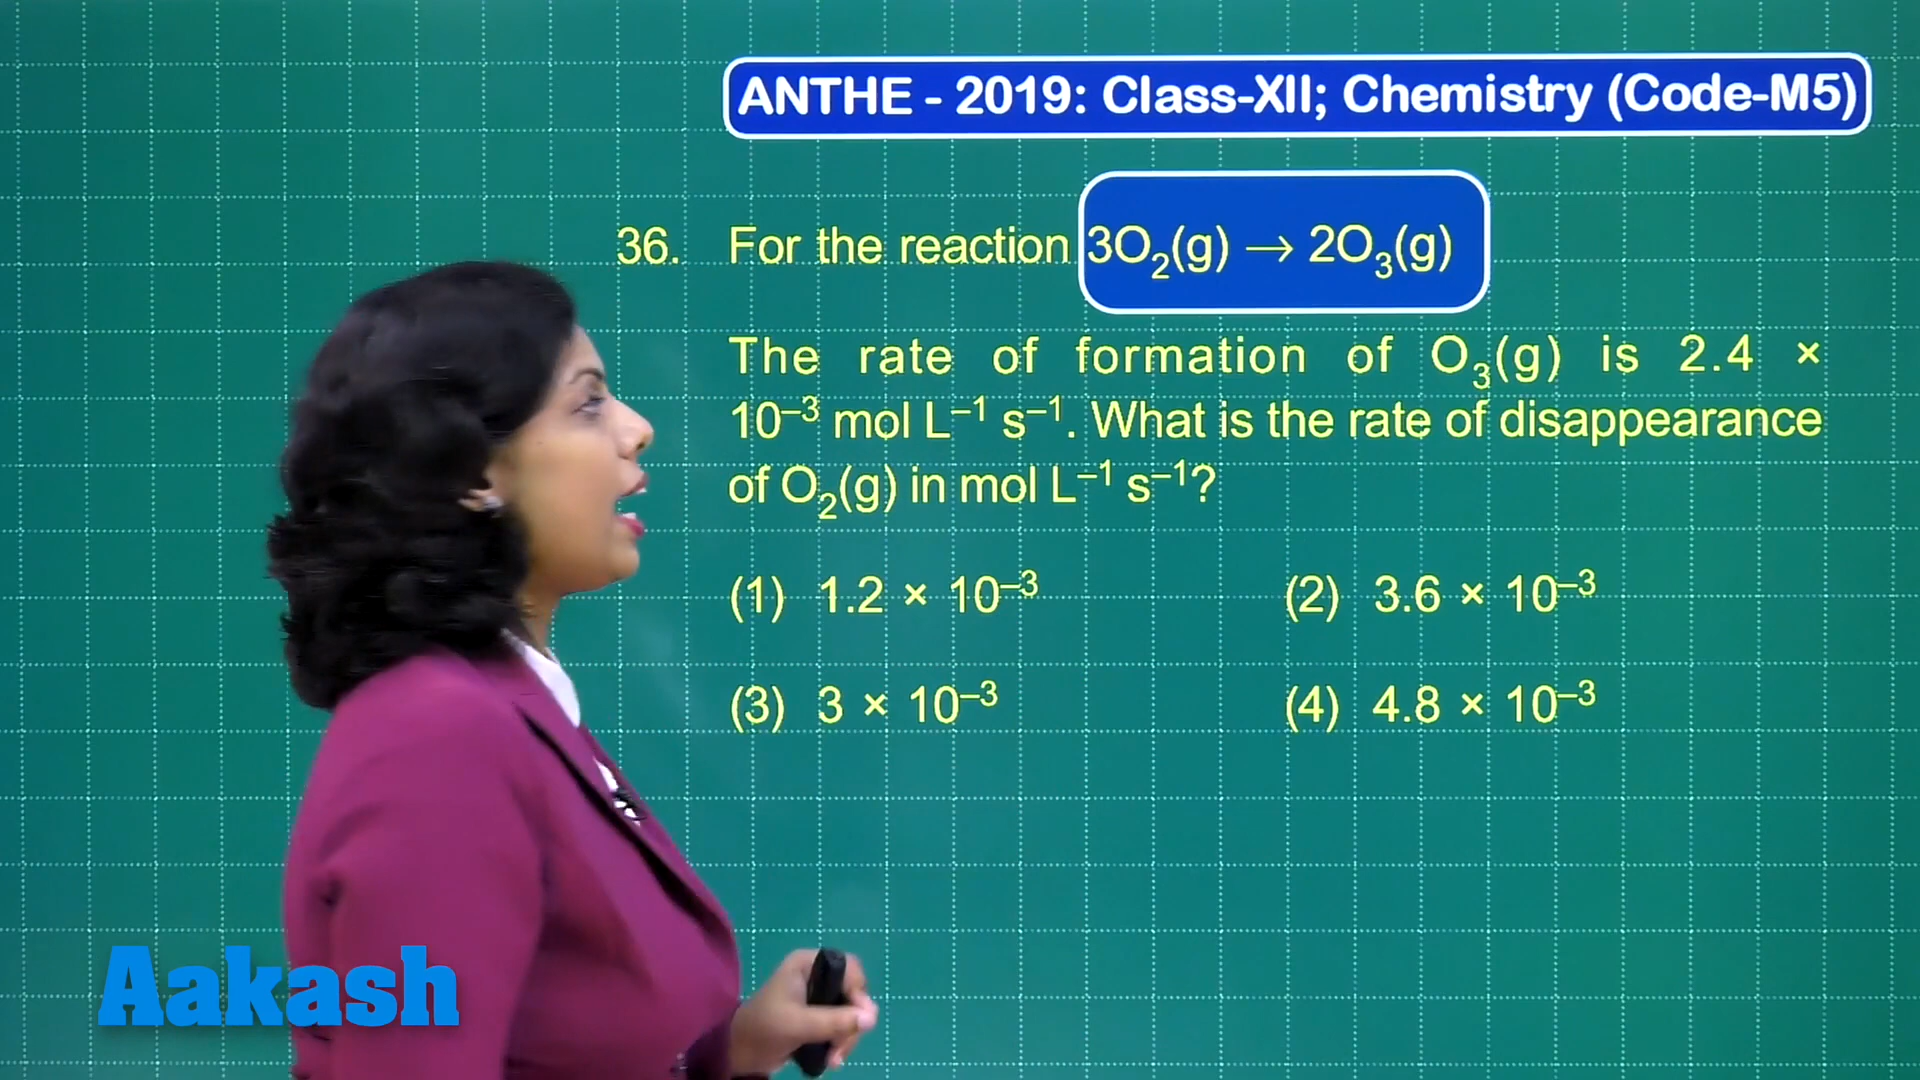 ANTHE - 2019: Class-XII; Chemistry (Code-M5)
36. For the reaction 3O₂(g) → 2O₃(g)
The rate of formation of O₃(g) is 2.4 ×
10⁻³ mol L⁻¹ s⁻¹. What is the rate of disappearance
of O₂(g) in mol L⁻¹ s⁻¹?
(1) 1.2 × 10⁻³ (2) 3.6 × 10⁻³
(3) 3 × 10⁻³ (4) 4.8 × 10⁻³
Aakash